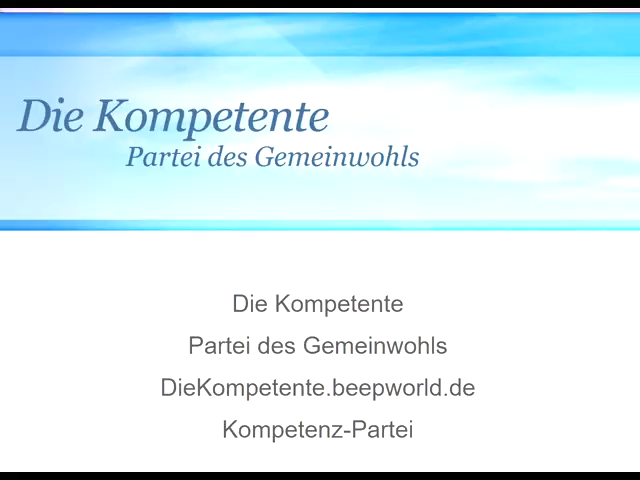 Die Kompetente
Partei des Gemeinwohls
Die Kompetente
Partei des Gemeinwohls
DieKompetente.beepworld.de
Kompetenz-Partei